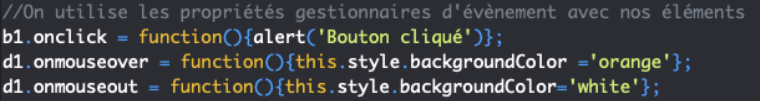 //On utilise les propriétés gestionnaires d'évènement avec nos éléments
b1.onclick = function(){alert('Bouton cliqué')};
d1.onmouseover = function(){this.style.backgroundColor ='orange'};
d1.onmouseout = function(){this.style.backgroundColor='white'};